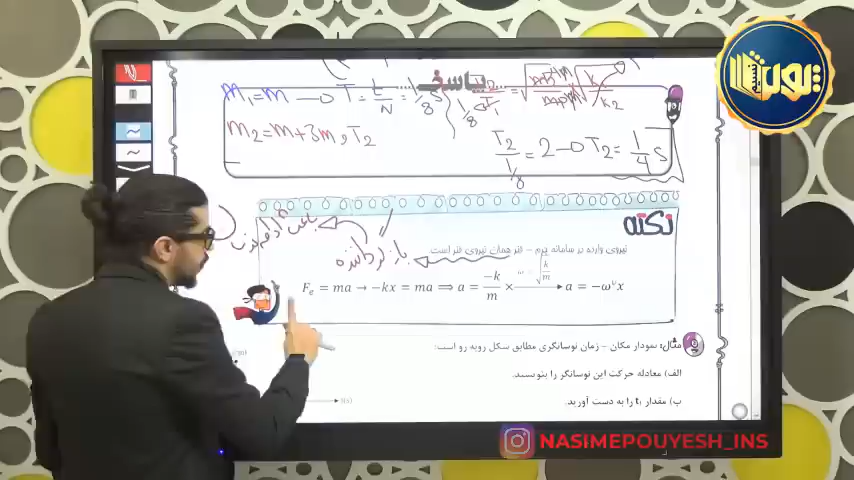 پاسخ
m₁=m → T=t/N=1/8 s
m₂=m+3m, T₂
T₂/(1/8)=2 → T₂=1/4 s
نکته
نیروی وارده بر سامانه جرم – فنر همان نیروی فنر است
بازگرداننده
Fₑ = ma → −kx = ma ⟹ a = −k/m × ω=√(k/m) → a = −ω²x
مثال: نمودار مکان – زمان نوسانگری مطابق شکل روبه رو است:
الف) معادله حرکت این نوسانگر را بنویسید.
ب) مقدار t₁ را به دست آورید.
t(s)
NASIMEPOUYESH_INS